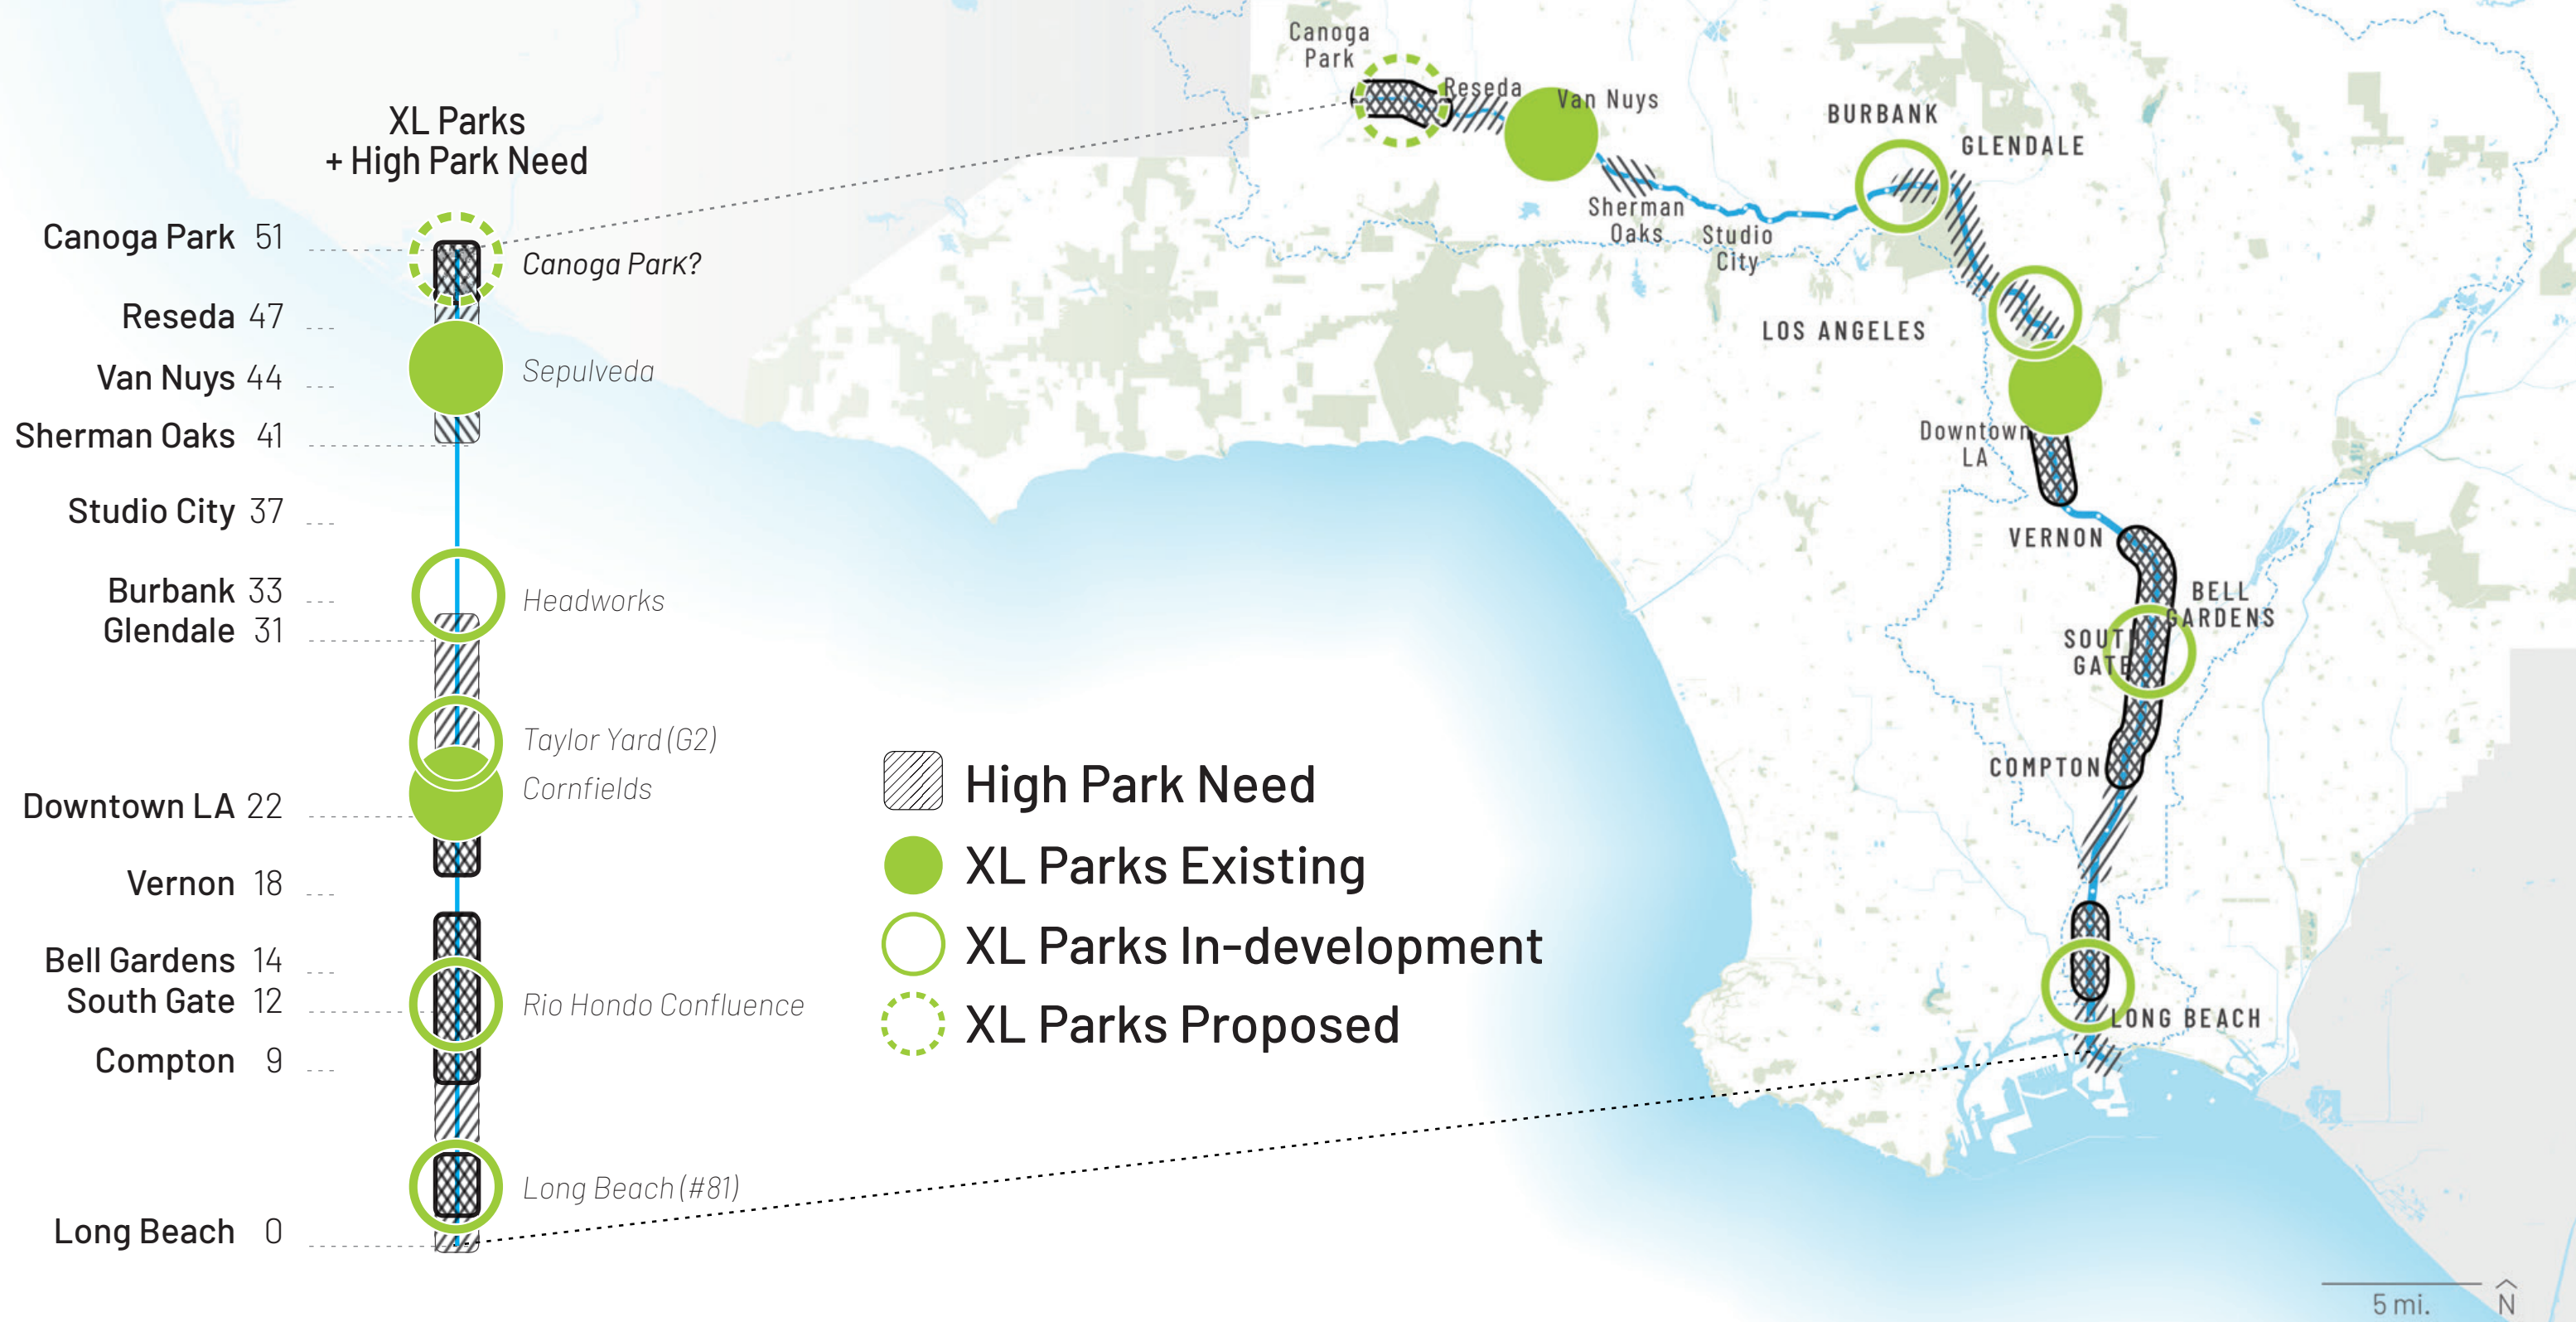 XL Parks
+ High Park Need
Canoga Park 51
Reseda 47
Van Nuys 44
Sherman Oaks 41
Studio City 37
Burbank 33
Glendale 31
Downtown LA 22
Vernon 18
Bell Gardens 14
South Gate 12
Compton 9
Long Beach 0
Canoga Park?
Sepulveda
Headworks
Taylor Yard (G2)
Cornfields
Rio Hondo Confluence
Long Beach (#81)
High Park Need
XL Parks Existing
XL Parks In-development
XL Parks Proposed
Canoga
Park
Reseda
Van Nuys
Sherman
Oaks
Studio
City
BURBANK
GLENDALE
LOS ANGELES
Downtown
LA
VERNON
BELL
GARDENS
SOUTH
GATE
COMPTON
LONG BEACH
5 mi.
N